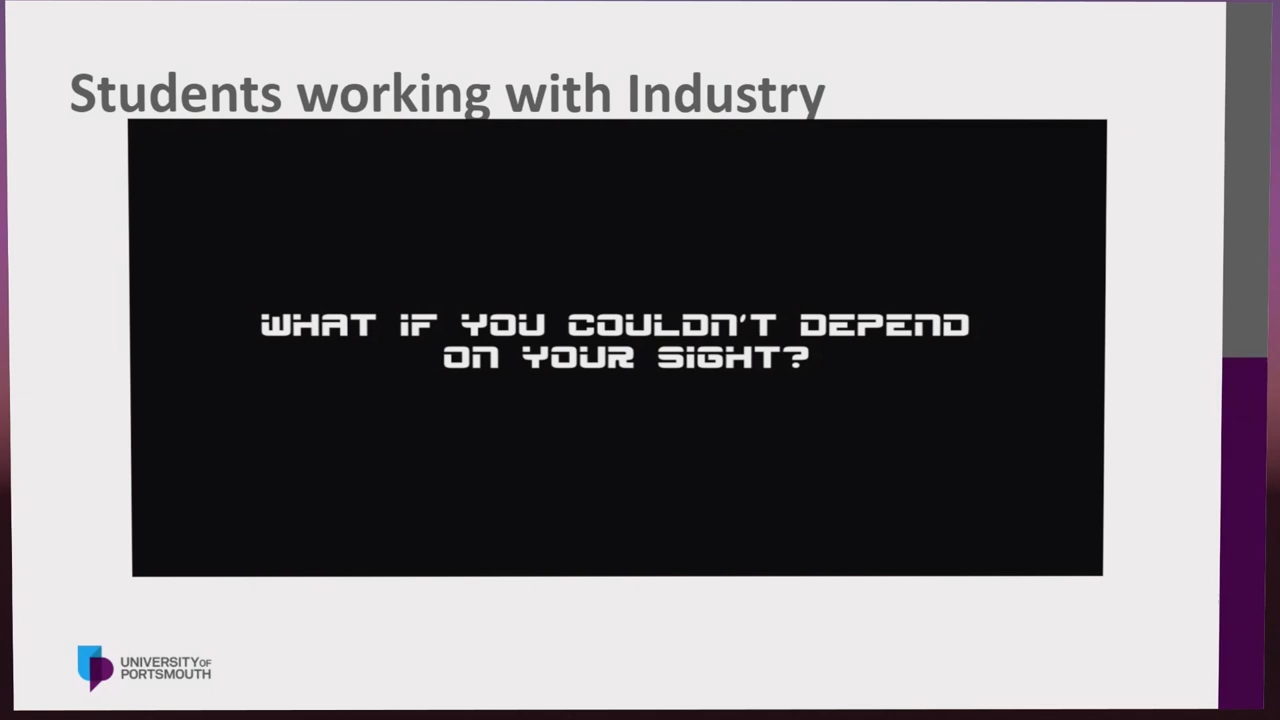 Students working with Industry
WHAT IF YOU COULDN'T DEPEND
ON YOUR SIGHT?
UNIVERSITY OF
PORTSMOUTH